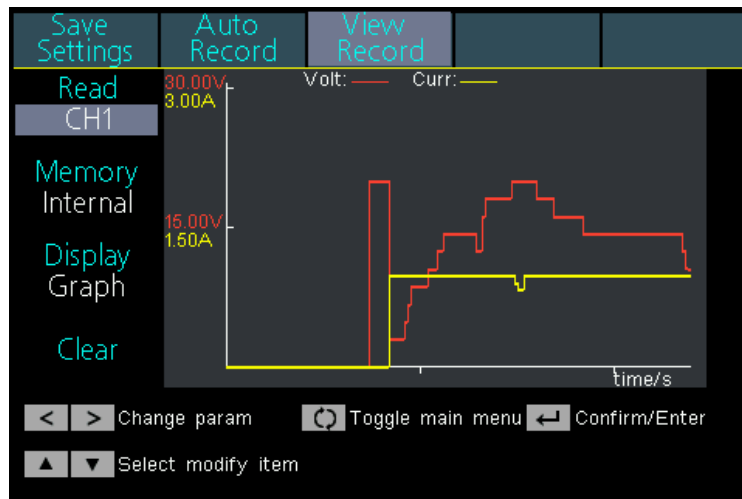 Save
Settings
Auto
Record
View
Record
Read
CH1
Memory
Internal
Display
Graph
Clear
30.00V
3.00A
Volt:
Curr:
15.00V
1.50A
time/s
< > Change param
Toggle main menu
Confirm/Enter
Select modify item